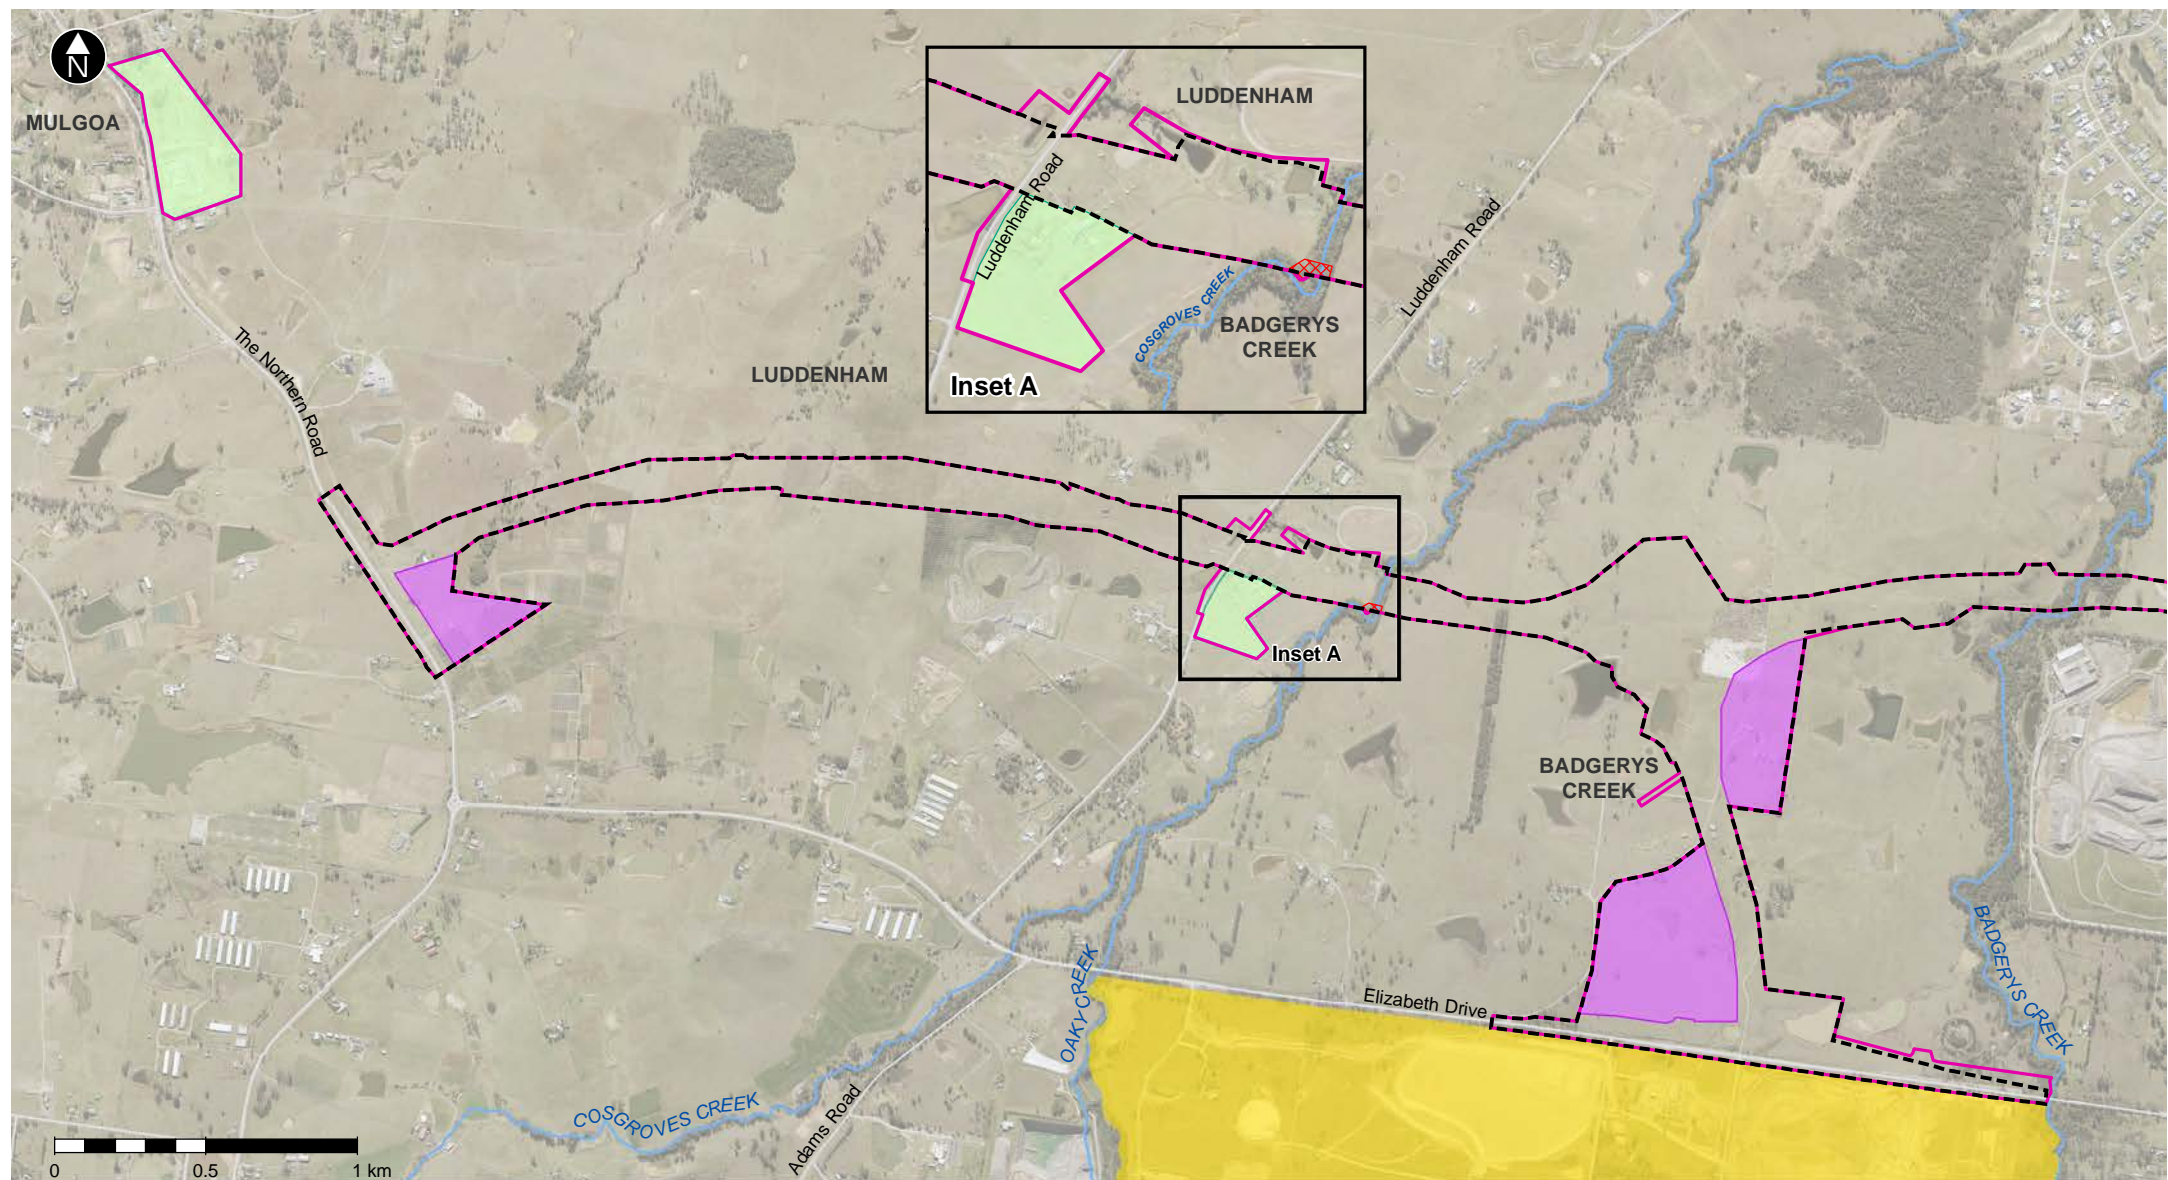 N
MULGOA
LUDDENHAM
Luddenham Road
COSGROVES CREEK
BADGERYS
CREEK
Inset A
Luddenham Road
The Northern Road
LUDDENHAM
Inset A
BADGERYS
CREEK
BADGERYS CREEK
OAKY CREEK
Elizabeth Drive
COSGROVES CREEK
Adams Road
0 0.5 1 km